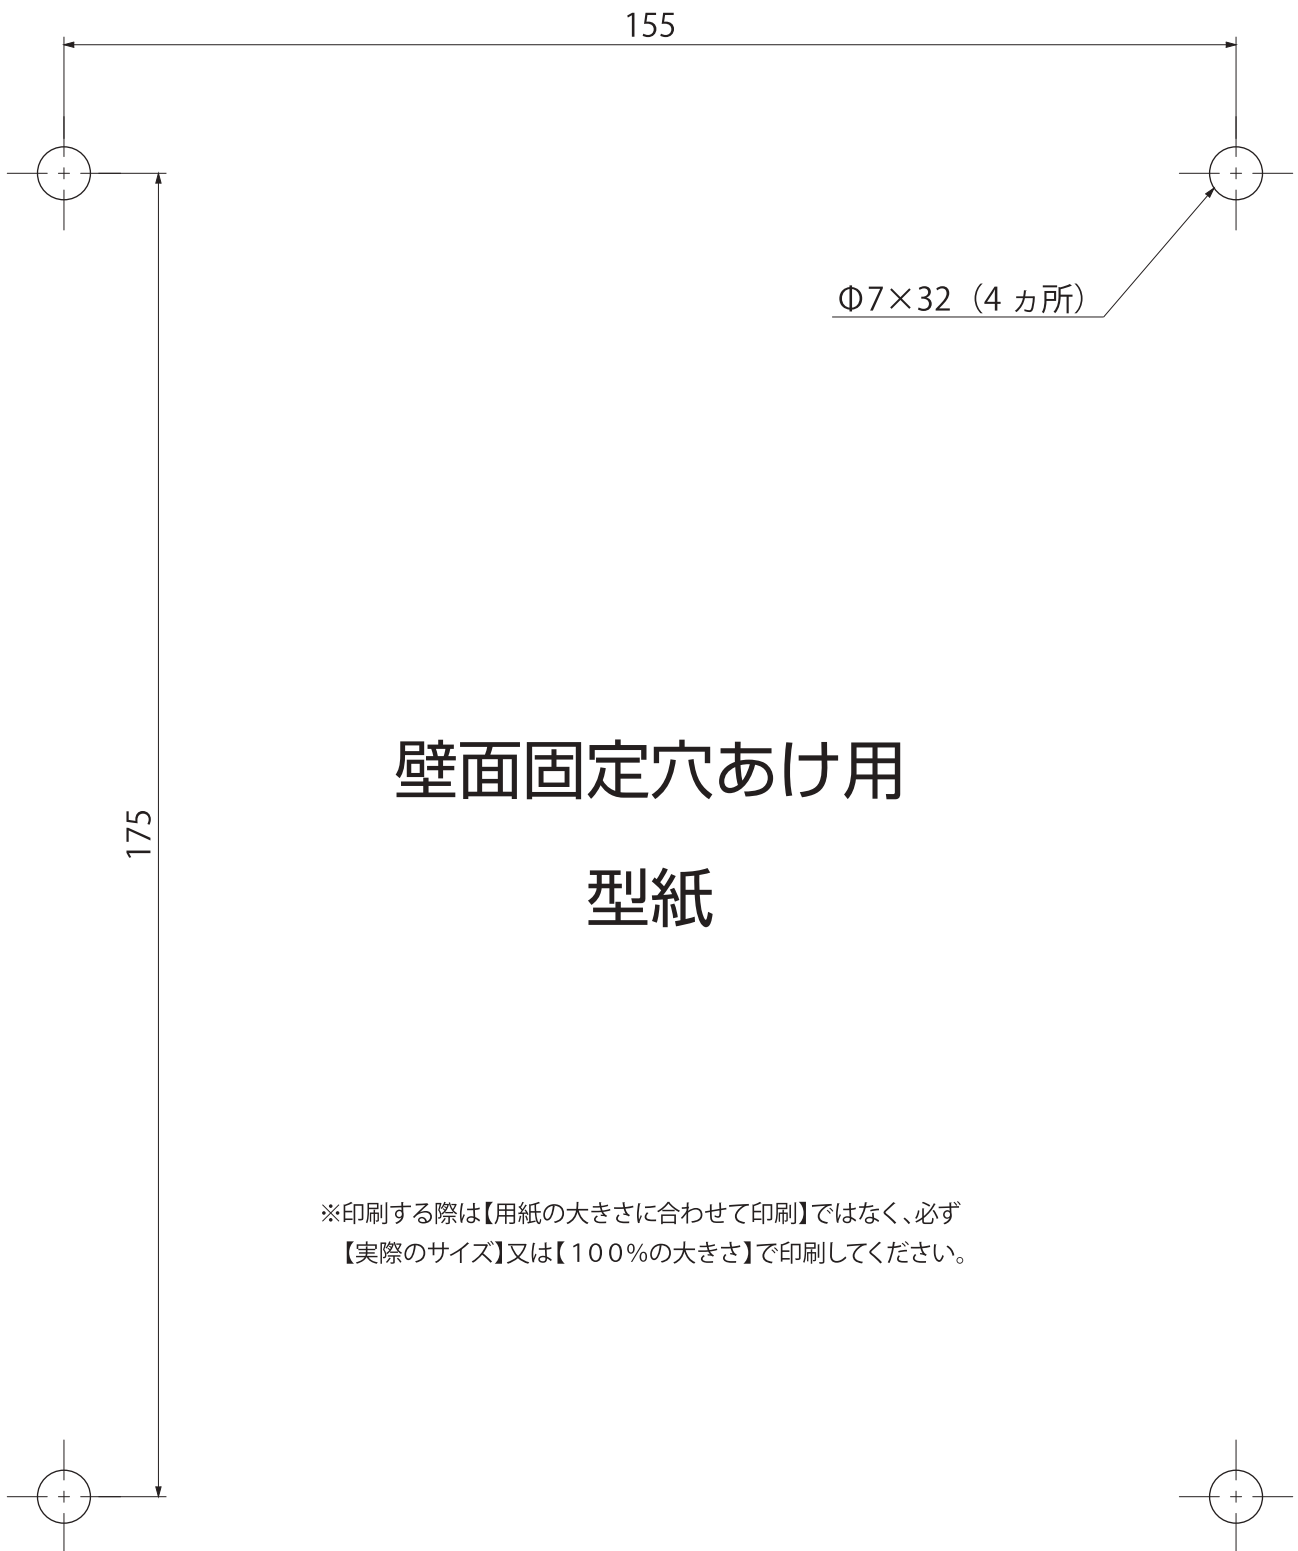 155
Φ7×32（4 ヵ所）
175
壁面固定穴あけ用
型紙
※印刷する際は【用紙の大きさに合わせて印刷】ではなく、必ず
【実際のサイズ】又は【１００％の大きさ】で印刷してください。